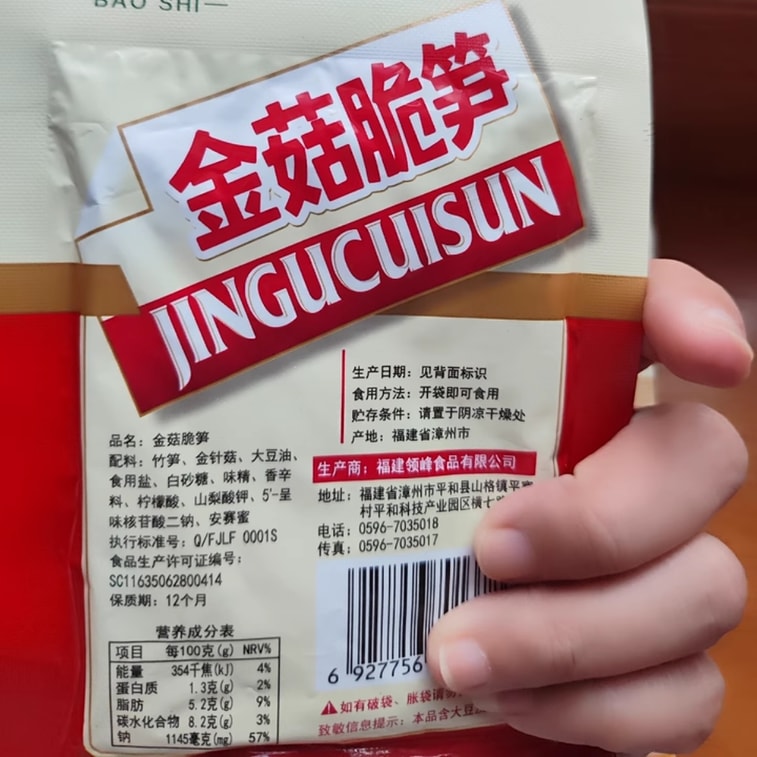 BAO SHI—
金菇脆笋
JINGUCUISUN
生产日期：见背面标识
食用方法：开袋即可食用
贮存条件：请置于阴凉干燥处
产地：福建省漳州市
品名：金菇脆笋
配料：竹笋、金针菇、大豆油、
食用盐、白砂糖、味精、香辛
料、柠檬酸、山梨酸钾、5'-呈
味核苷酸二钠、安赛蜜
执行标准号：Q/FJLF 0001S
食品生产许可证编号：
SC11635062800414
保质期：12个月
生产商：福建领峰食品有限公司
地址：福建省漳州市平和县山格镇平寨
村平和科技产业园区横七
电话：0596-7035018
传真：0596-7035017
6 927756
▲如有破袋、胀袋请勿
致敏信息提示：本品含大豆
营养成分表
项目 每100克(g) NRV%
能量 354千焦(kJ) 4%
蛋白质 1.3克(g) 2%
脂肪 5.2克(g) 9%
碳水化合物 8.2克(g) 3%
钠 1145毫克(mg) 57%